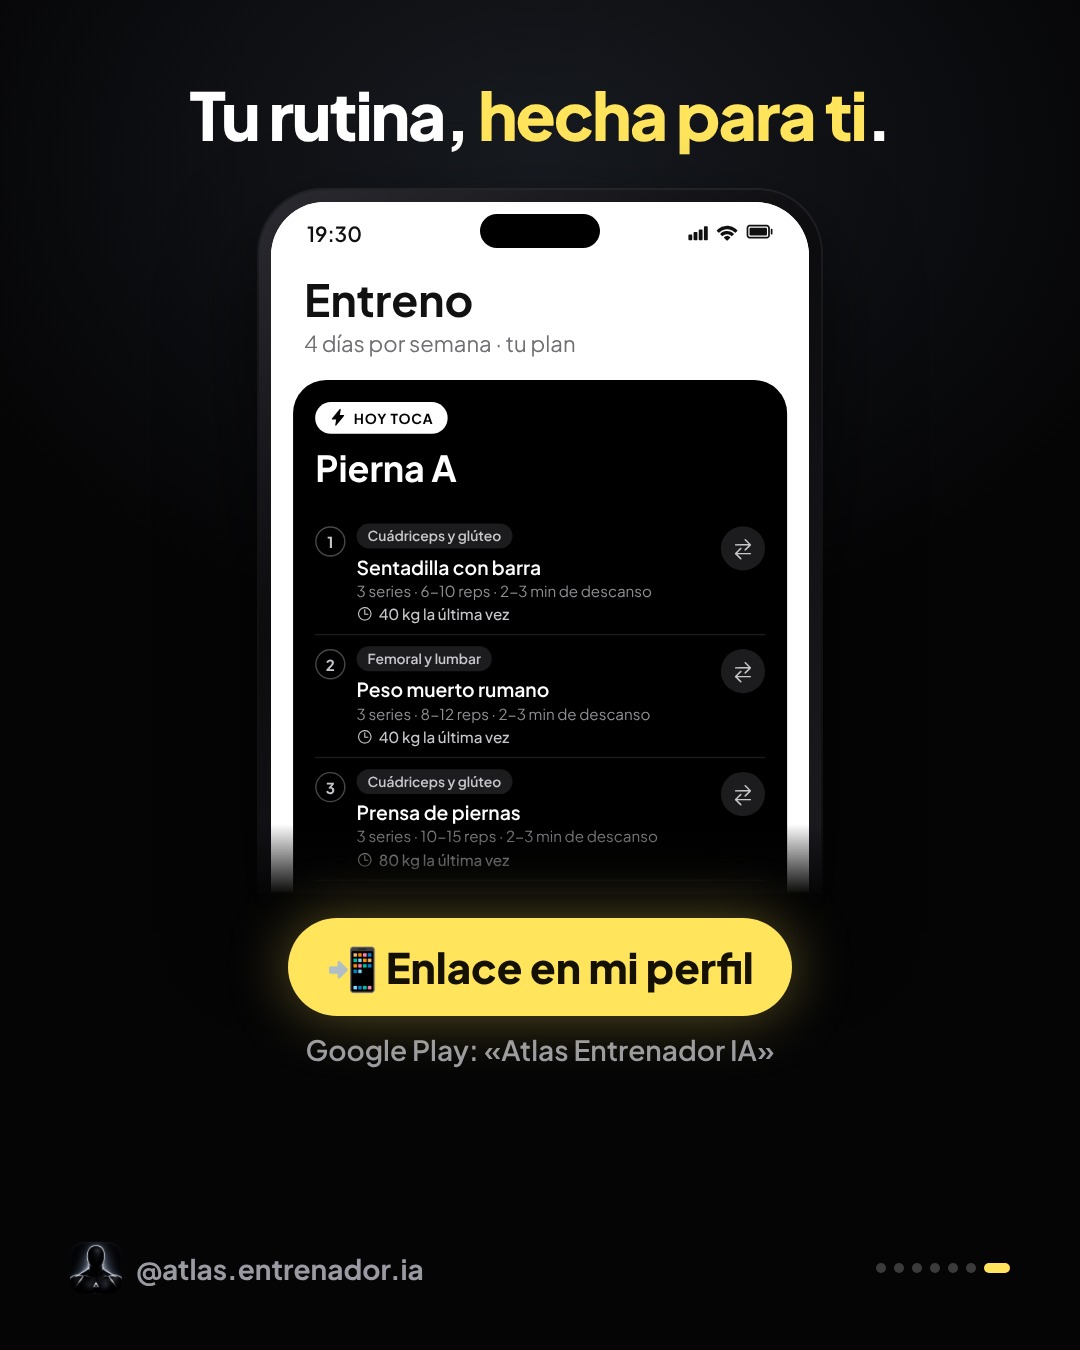 Tu rutina, hecha para ti.
19:30
Entreno
4 días por semana · tu plan
HOY TOCA
Pierna A
1 Cuádriceps y glúteo
Sentadilla con barra
3 series · 6–10 reps · 2–3 min de descanso
40 kg la última vez
2 Femoral y lumbar
Peso muerto rumano
3 series · 8–12 reps · 2–3 min de descanso
40 kg la última vez
3 Cuádriceps y glúteo
Prensa de piernas
3 series · 10–15 reps · 2–3 min de descanso
80 kg la última vez
Enlace en mi perfil
Google Play: «Atlas Entrenador IA»
@atlas.entrenador.ia